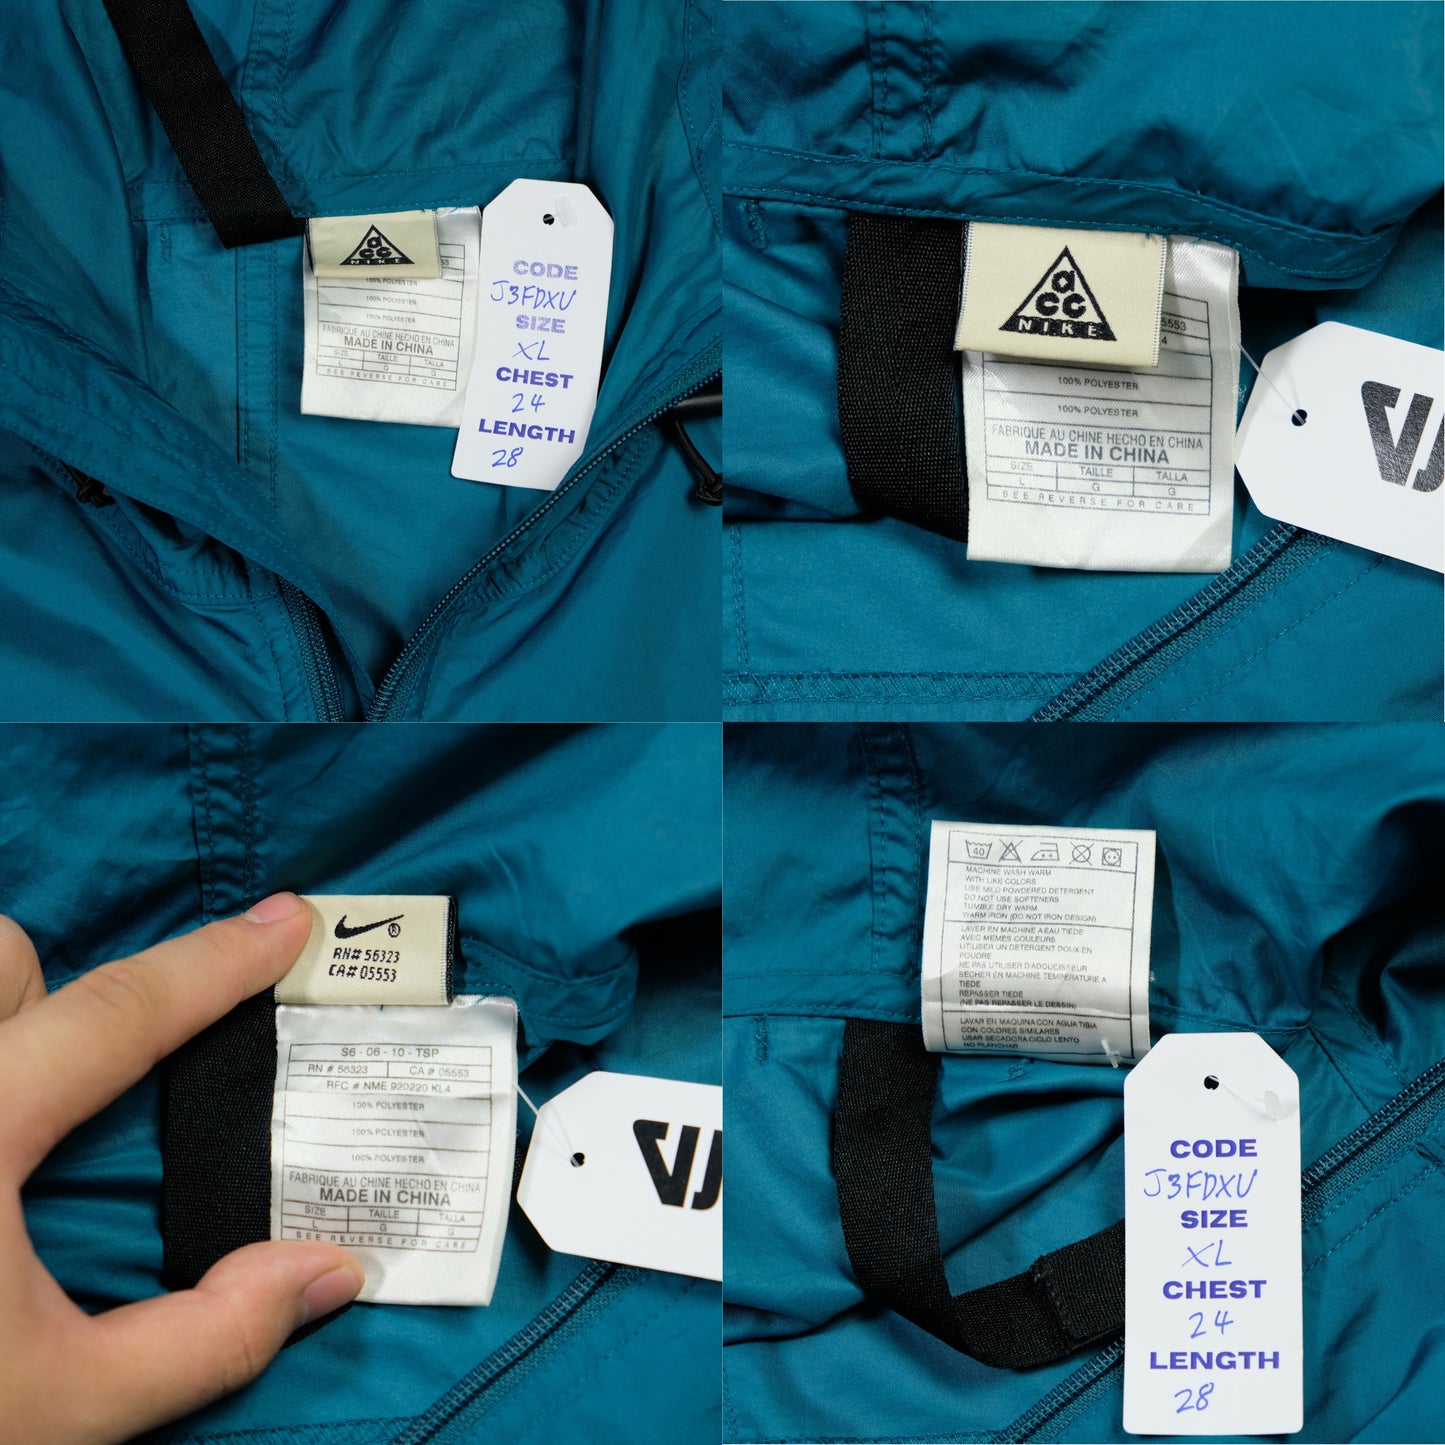 acc
NIKE
53
100% POLYESTER
100% POLYESTER
100% POLYESTER
FABRIQUE AU CHINE HECHO EN CHINA
MADE IN CHINA
SIZE TAILLE TALLA
L G G
SEE REVERSE FOR CARE
CODE
J3FDXU
SIZE
XL
CHEST
24
LENGTH
28
acg
NIKE
5553
4
100% POLYESTER
100% POLYESTER
FABRIQUE AU CHINE HECHO EN CHINA
MADE IN CHINA
SIZE TAILLE TALLA
L G G
SEE REVERSE FOR CARE
VJ
RN# 56323
CA# 05553
S6-06-10-TSP
RN # 56323 CA # 05553
RFC # NME 920220 KL4
100% POLYESTER
100% POLYESTER
100% POLYESTER
FABRIQUE AU CHINE HECHO EN CHINA
MADE IN CHINA
SIZE TAILLE TALLA
L G G
SEE REVERSE FOR CARE
VJ
40
MACHINE WASH WARM
WITH LIKE COLORS
USE MILD POWDERED DETERGENT
DO NOT USE SOFTENERS
TUMBLE DRY WARM
WARM IRON (DO NOT IRON DESIGN)
LAVER EN MACHINE A EAU TIEDE
AVEC MEMES COULEURS
UTILISER UN DETERGENT DOUX EN
POUDRE
NE PAS UTILISER D'ADOUCISSEUR
SECHER EN MACHINE TEMPERATURE A
TIEDE
REPASSER TIEDE
(NE PAS REPASSER LE DESSIN)
LAVAR EN MAQUINA CON AGUA TIBIA
CON COLORES SIMILARES
USAR SECADORA CICLO LENTO
NO PLANCHAR
CODE
J3FDXU
SIZE
XL
CHEST
24
LENGTH
28